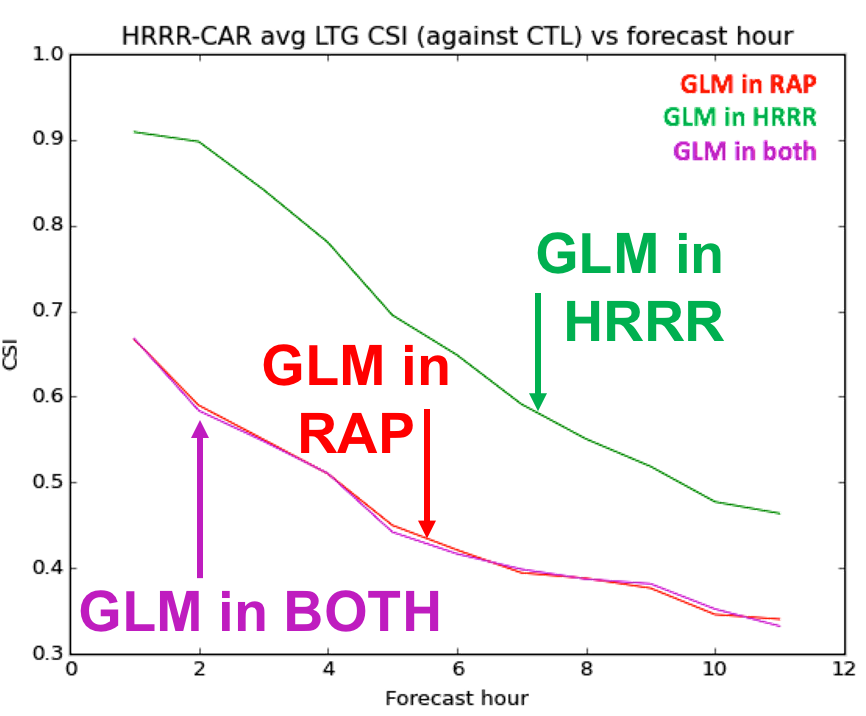 HRRR-CAR avg LTG CSI (against CTL) vs forecast hour
1.0
0.9
0.8
0.7
0.6
0.5
0.4
0.3
CSI
GLM in RAP
GLM in HRRR
GLM in both
GLM in
HRRR
GLM in
RAP
GLM in BOTH
0
2
4
6
8
10
12
Forecast hour